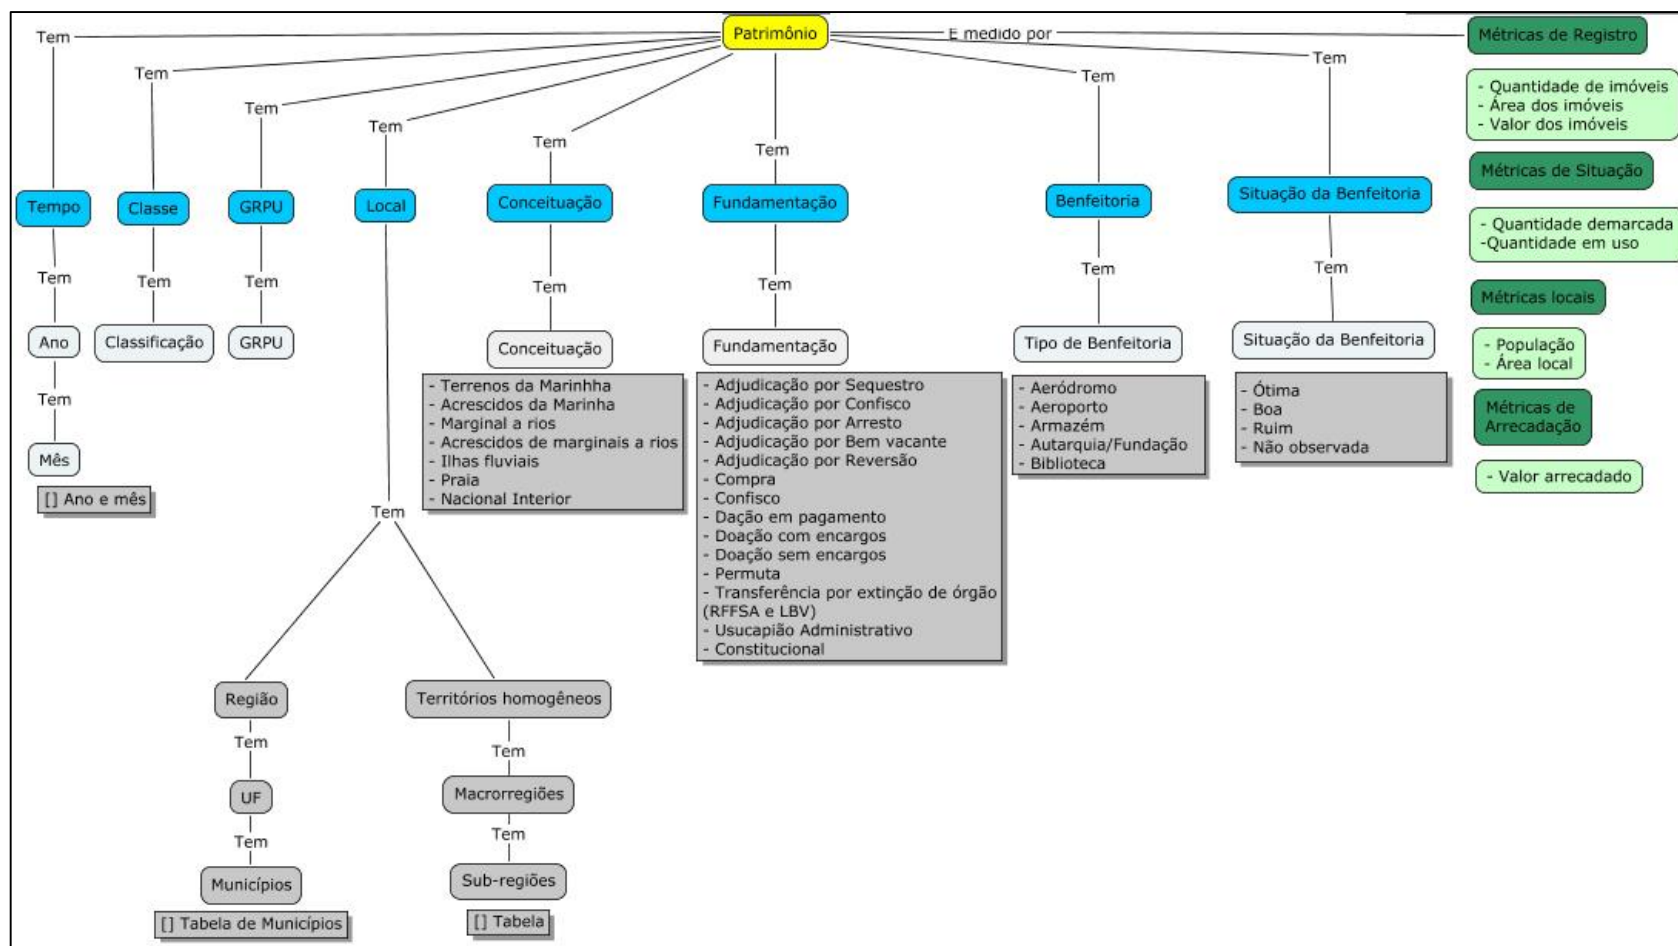 Patrimônio
Tem
E medido por
Métricas de Registro
Tem
Tem
Tem
Tem
Tem
Tem
Tem
- Quantidade de imóveis
- Área dos imóveis
- Valor dos imóveis
Métricas de Situação
Tempo
Classe
GRPU
Local
Conceituação
Fundamentação
Benfeitoria
Situação da Benfeitoria
- Quantidade demarcada
-Quantidade em uso
Tem
Tem
Tem
Tem
Tem
Tem
Tem
Métricas locais
Ano
Classificação
GRPU
Conceituação
Fundamentação
Tipo de Benfeitoria
Situação da Benfeitoria
- População
- Área local
Tem
Mês
[] Ano e mês
- Terrenos da Marinhha
- Acrescidos da Marinha
- Marginal a rios
- Acrescidos de marginais a rios
- Ilhas fluviais
- Praia
- Nacional Interior
- Adjudicação por Sequestro
- Adjudicação por Confisco
- Adjudicação por Arresto
- Adjudicação por Bem vacante
- Adjudicação por Reversão
- Compra
- Confisco
- Dação em pagamento
- Doação com encargos
- Doação sem encargos
- Permuta
- Transferência por extinção de órgão
(RFFSA e LBV)
- Usucapião Administrativo
- Constitucional
- Aeródromo
- Aeroporto
- Armazém
- Autarquia/Fundação
- Biblioteca
- Ótima
- Boa
- Ruim
- Não observada
Métricas de
Arrecadação
- Valor arrecadado
Tem
Região
Territórios homogêneos
Tem
Tem
UF
Macrorregiões
Tem
Tem
Municípios
Sub-regiões
[] Tabela de Municípios
[] Tabela